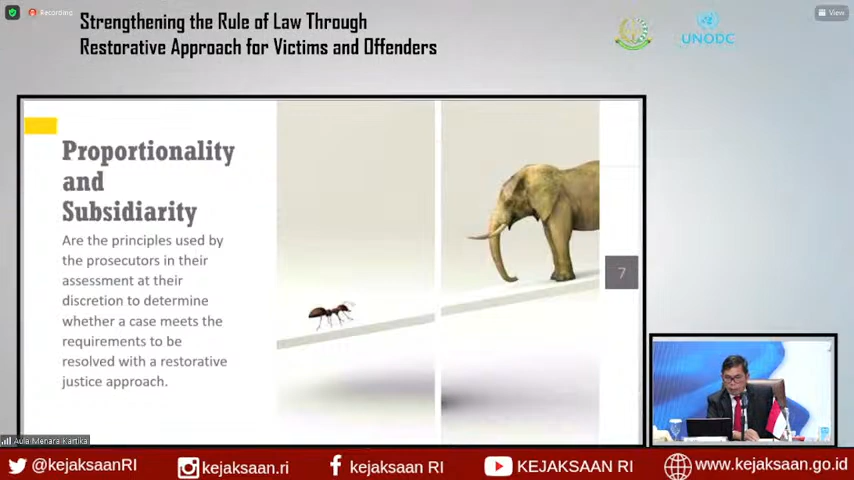 Recording
Strengthening the Rule of Law Through
Restorative Approach for Victims and Offenders
UNODC
View
Proportionality
and
Subsidiarity
Are the principles used by
the prosecutors in their
assessment at their
discretion to determine
whether a case meets the
requirements to be
resolved with a restorative
justice approach.
7
Aula Menara Kartika
@kejaksaanRI
kejaksaan.ri
kejaksaan RI
KEJAKSAAN RI
www.kejaksaan.go.id